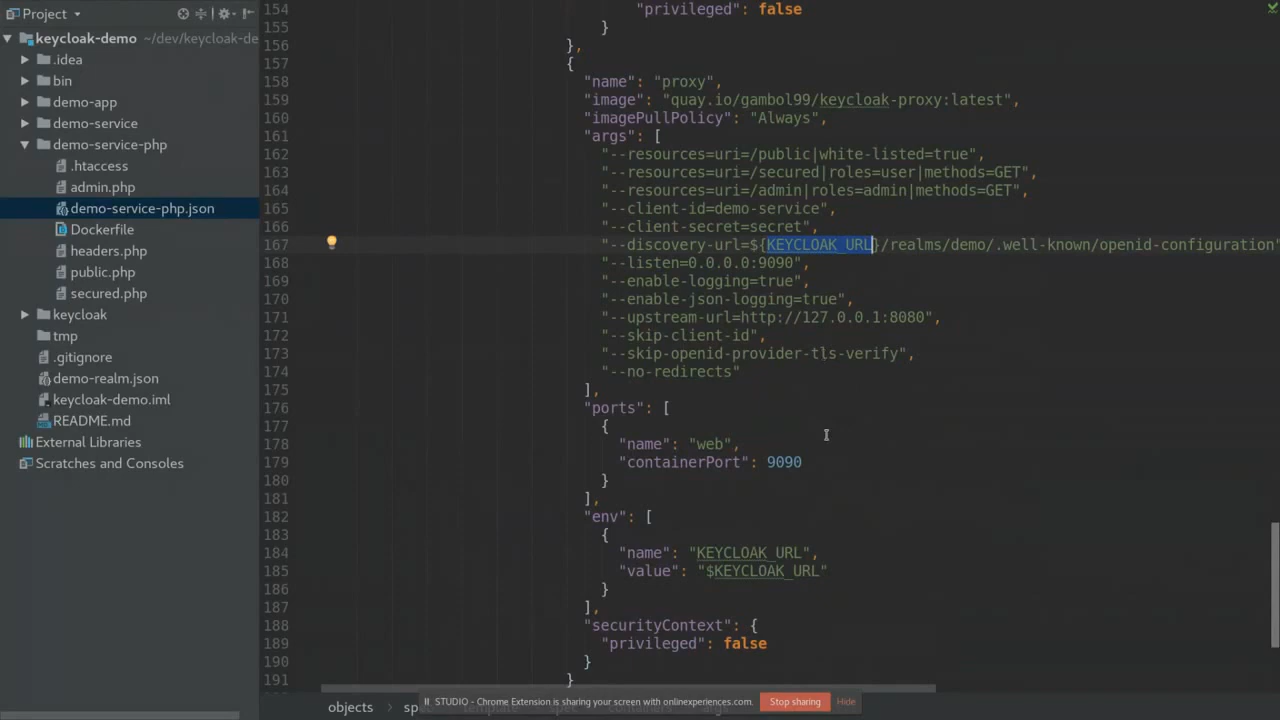 Project
keycloak-demo ~/dev/keycloak-de
.idea
bin
demo-app
demo-service
demo-service-php
.htaccess
admin.php
demo-service-php.json
Dockerfile
headers.php
public.php
secured.php
keycloak
tmp
.gitignore
demo-realm.json
keycloak-demo.iml
README.md
External Libraries
Scratches and Consoles
154 "privileged": false
155 }
156 },
157 {
158 "name": "proxy",
159 "image": "quay.io/gambol99/keycloak-proxy:latest",
160 "imagePullPolicy": "Always",
161 "args": [
162 "--resources=uri=/public|white-listed=true",
163 "--resources=uri=/secured|roles=user|methods=GET",
164 "--resources=uri=/admin|roles=admin|methods=GET",
165 "--client-id=demo-service",
166 "--client-secret=secret",
167 "--discovery-url=${KEYCLOAK_URL}/realms/demo/.well-known/openid-configuration"
168 "--listen=0.0.0.0:9090",
169 "--enable-logging=true",
170 "--enable-json-logging=true",
171 "--upstream-url=http://127.0.0.1:8080",
172 "--skip-client-id",
173 "--skip-openid-provider-tls-verify",
174 "--no-redirects"
175 ],
176 "ports": [
177 {
178 "name": "web",
179 "containerPort": 9090
180 }
181 ],
182 "env": [
183 {
184 "name": "KEYCLOAK_URL",
185 "value": "$KEYCLOAK_URL"
186 }
187 ],
188 "securityContext": {
189 "privileged": false
190 }
191 }
STUDIO - Chrome Extension is sharing your screen with onlinexperiences.com. Stop sharing Hide
objects